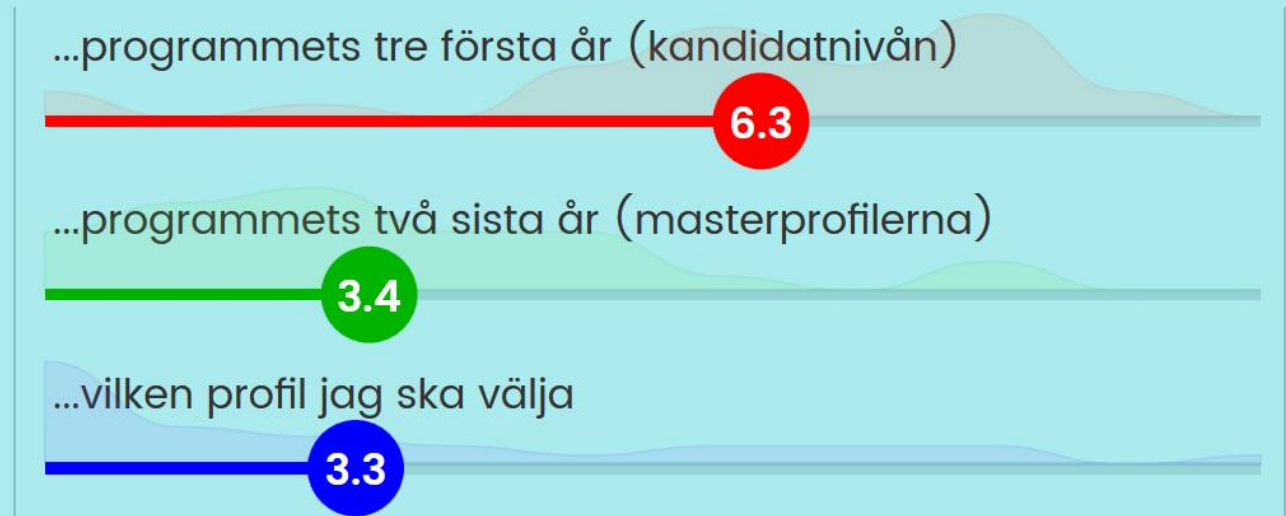 ...programmets tre första år (kandidatnivån)
6.3
...programmets två sista år (masterprofilerna)
3.4
...vilken profil jag ska välja
3.3